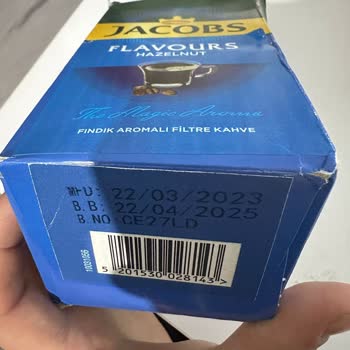 JACOBS
FLAVOURS
HAZELNUT
The Magic Aroma
FINDIK AROMALI FİLTRE KAHVE
22/03/2023
B.B: 22/04/2025
B.NO CE27LD
5 201530 028143 >